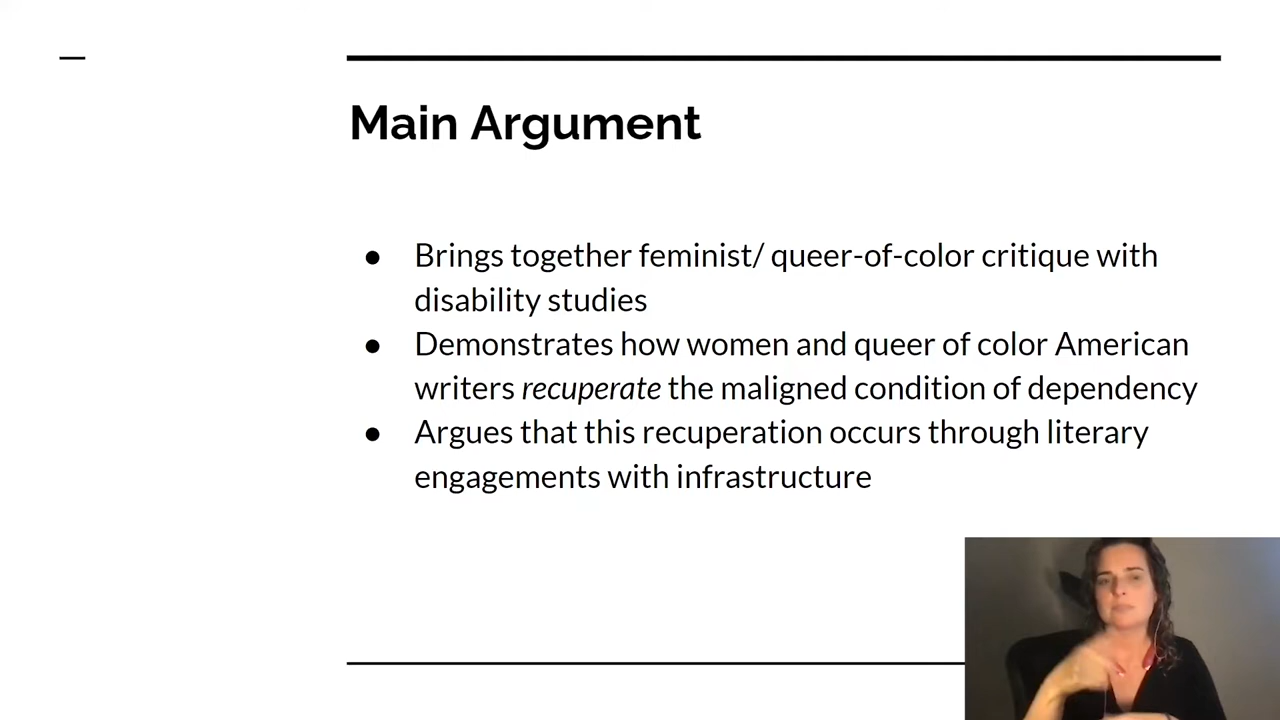 Main Argument
● Brings together feminist/ queer-of-color critique with
disability studies
● Demonstrates how women and queer of color American
writers recuperate the maligned condition of dependency
● Argues that this recuperation occurs through literary
engagements with infrastructure